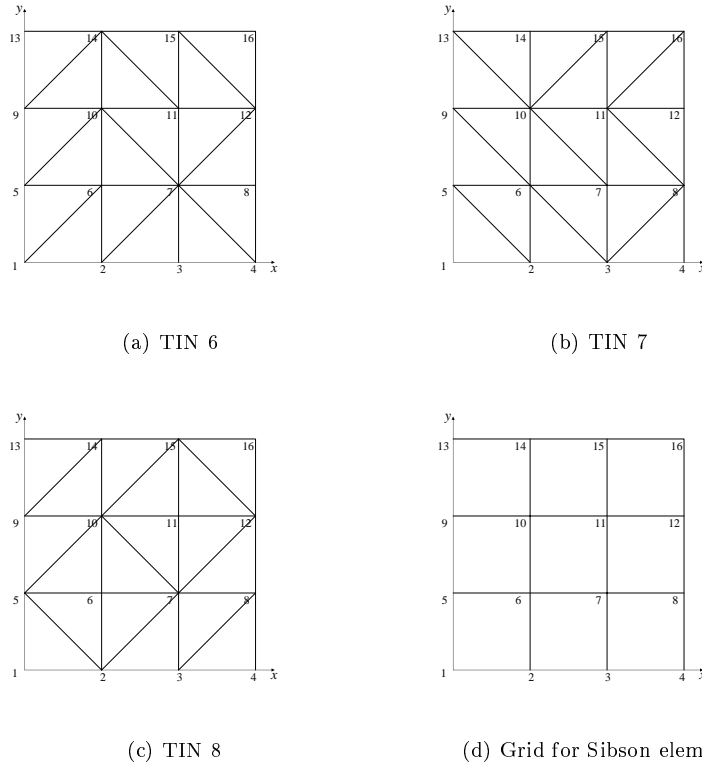 y y
13 14 15 16 13 14 15 16
9 10 11 12 9 10 11 12
5 6 7 8 5 6 7 8
1 2 3 4 x 1 2 3 4 x
(a) TIN 6 (b) TIN 7
y y
13 14 15 16 13 14 15 16
9 10 11 12 9 10 11 12
5 6 7 8 5 6 7 8
1 2 3 4 x 1 2 3 4 x
(c) TIN 8 (d) Grid for Sibson elem